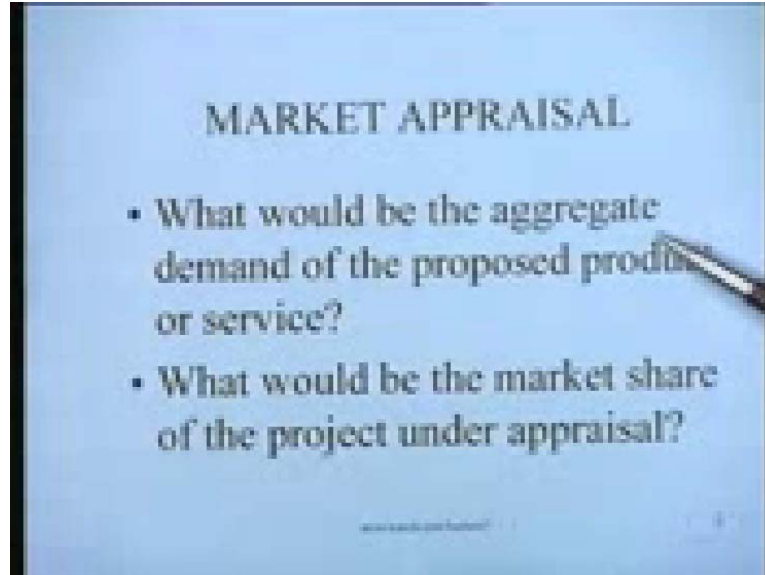 MARKET APPRAISAL
• What would be the aggregate
demand of the proposed product
or service?
• What would be the market share
of the project under appraisal?